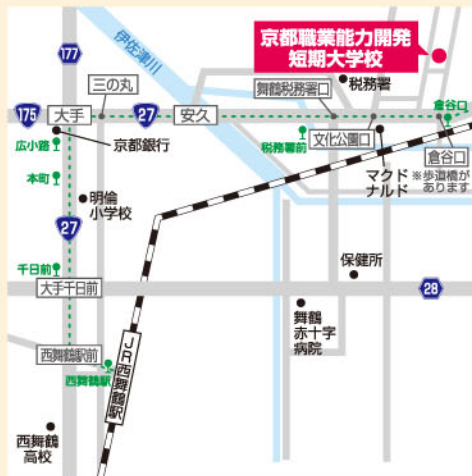 177
伊佐津川
京都職業能力開発
短期大学校
三の丸
舞鶴税務署口
税務署
倉谷口
175
大手
27
安久
京都銀行
広小路
税務署前
文化公園口
倉谷口
本町
明倫
小学校
マクド
ナルド
※歩道橋が
あります
27
千日前
大手千日前
保健所
28
舞鶴
赤十字
病院
西舞鶴駅前
西舞鶴駅
JR西舞鶴駅
西舞鶴
高校